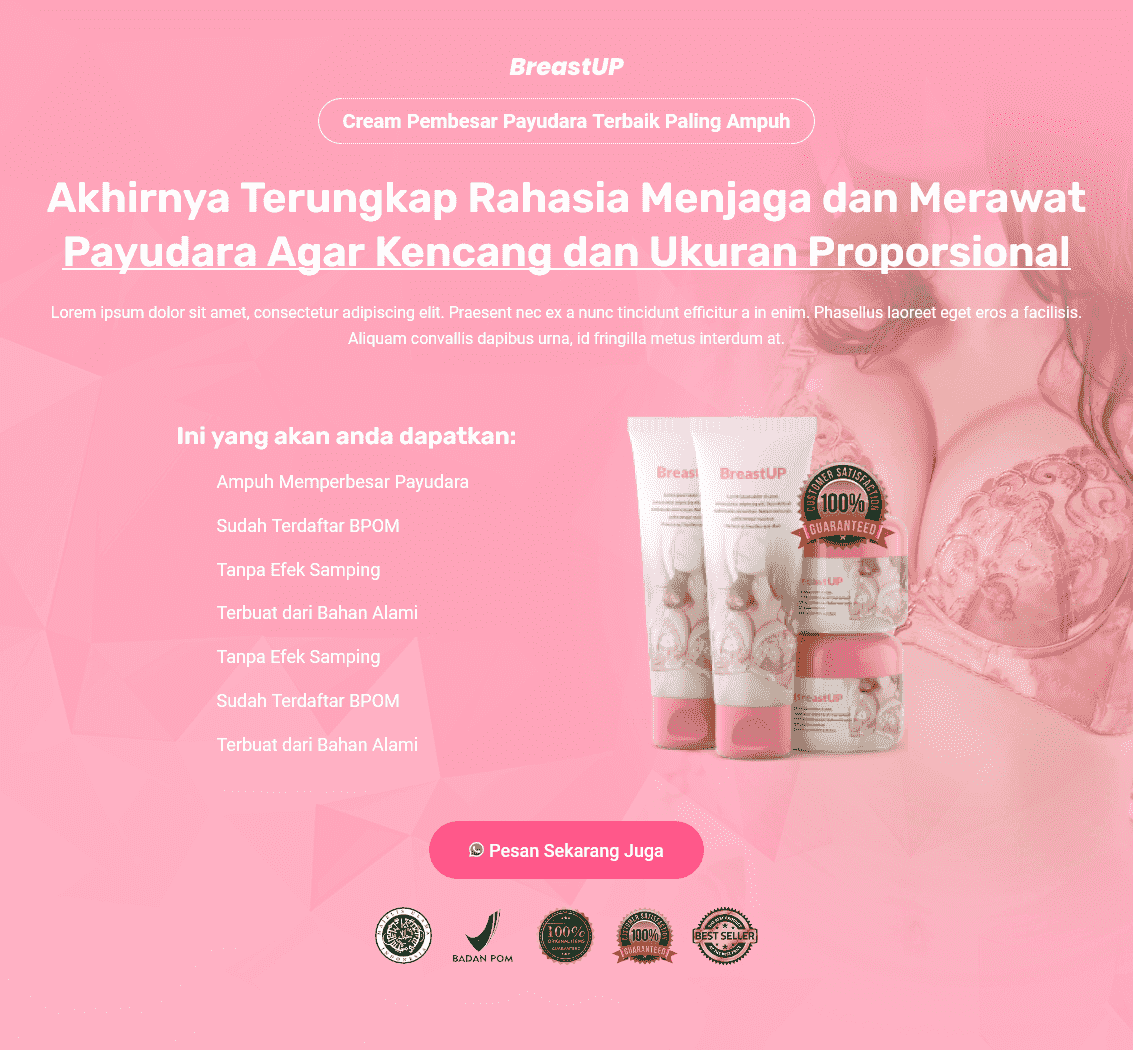 BreastUP
Cream Pembesar Payudara Terbaik Paling Ampuh
Akhirnya Terungkap Rahasia Menjaga dan Merawat
Payudara Agar Kencang dan Ukuran Proporsional
Lorem ipsum dolor sit amet, consectetur adipiscing elit. Praesent nec ex a nunc tincidunt efficitur a in enim. Phasellus laoreet eget eros a facilisis.
Aliquam convallis dapibus urna, id fringilla metus interdum at.
Ini yang akan anda dapatkan:
Ampuh Memperbesar Payudara
Sudah Terdaftar BPOM
Tanpa Efek Samping
Terbuat dari Bahan Alami
Tanpa Efek Samping
Sudah Terdaftar BPOM
Terbuat dari Bahan Alami
BreastUP
BreastUP
CUSTOMER SATISFACTION
100%
GUARANTEED
BreastUP
BreastUP
Pesan Sekarang Juga
BADAN POM
100%
ORIGINAL ITEMS
GUARANTEED
CUSTOMER SATISFACTION
100%
GUARANTEED
BEST SELLER